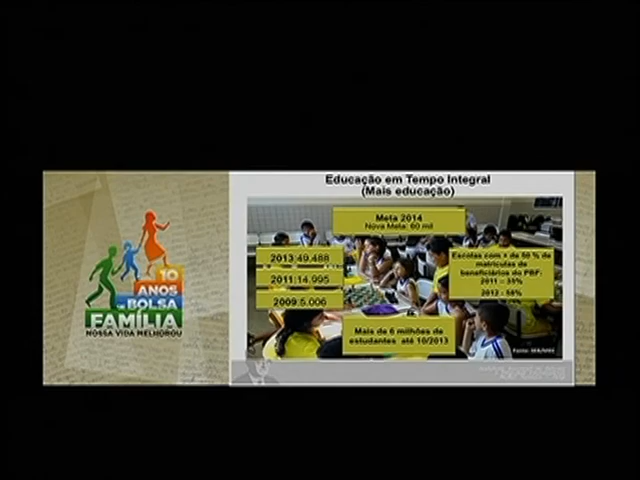 10
ANOS
DE BOLSA
FAMÍLIA
NOSSA VIDA MELHOROU
Educação em Tempo Integral
(Mais educação)
Meta 2014
Nova Meta: 60 mil
2013:49.488
2011:14.995
2009:5.006
Escolas com + de 50 % de
matrículas de
beneficiários do PBF:
2011 – 35%
Mais de 6 milhões de
estudantes até 10/2013
Fonte: